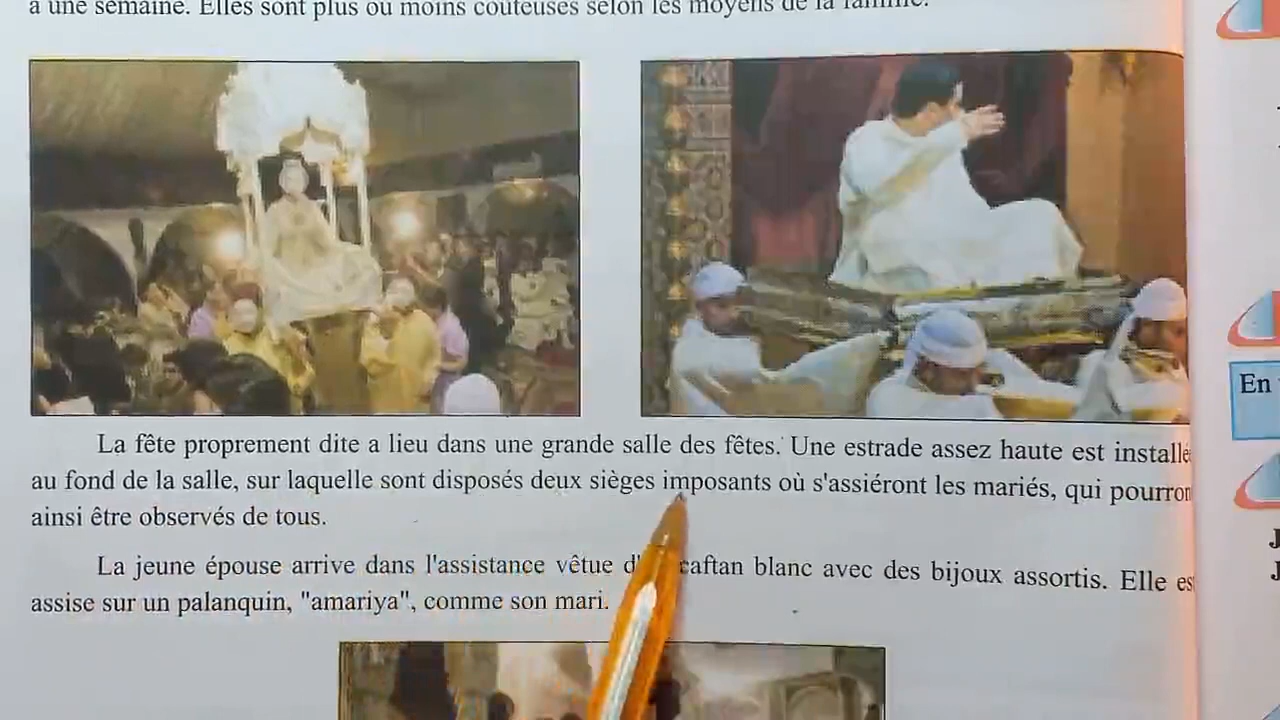 a une semaine. Elles sont plus ou moins coûteuses selon les moyens de la famille.
La fête proprement dite a lieu dans une grande salle des fêtes. Une estrade assez haute est installé
au fond de la salle, sur laquelle sont disposés deux sièges imposants où s'assiéront les mariés, qui pourron
ainsi être observés de tous.
La jeune épouse arrive dans l'assistance vêtue d' caftan blanc avec des bijoux assortis. Elle es
assise sur un palanquin, "amariya", comme son mari.
En
J
J